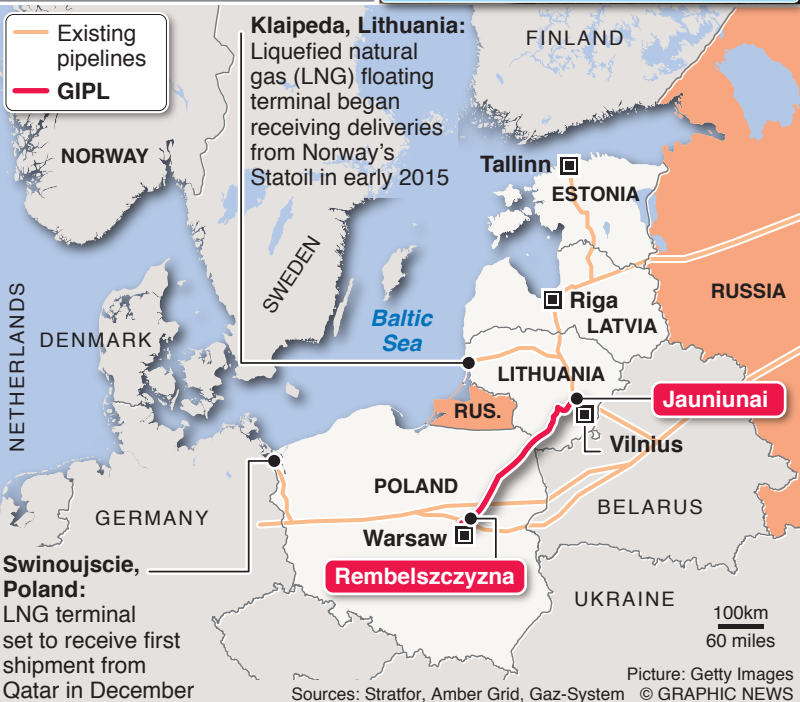 Existing
pipelines
GIPL
Klaipeda, Lithuania:
Liquefied natural
gas (LNG) floating
terminal began
receiving deliveries
from Norway's
Statoil in early 2015
FINLAND
NORWAY
Tallinn
ESTONIA
SWEDEN
NETHERLANDS
DENMARK
Baltic
Sea
Riga
LATVIA
RUSSIA
LITHUANIA
RUS.
Jauniunai
Vilnius
POLAND
BELARUS
GERMANY
Warsaw
Rembelszczyzna
Swinoujscie,
Poland:
LNG terminal
set to receive first
shipment from
Qatar in December
UKRAINE
100km
60 miles
Picture: Getty Images
Sources: Stratfor, Amber Grid, Gaz-System © GRAPHIC NEWS